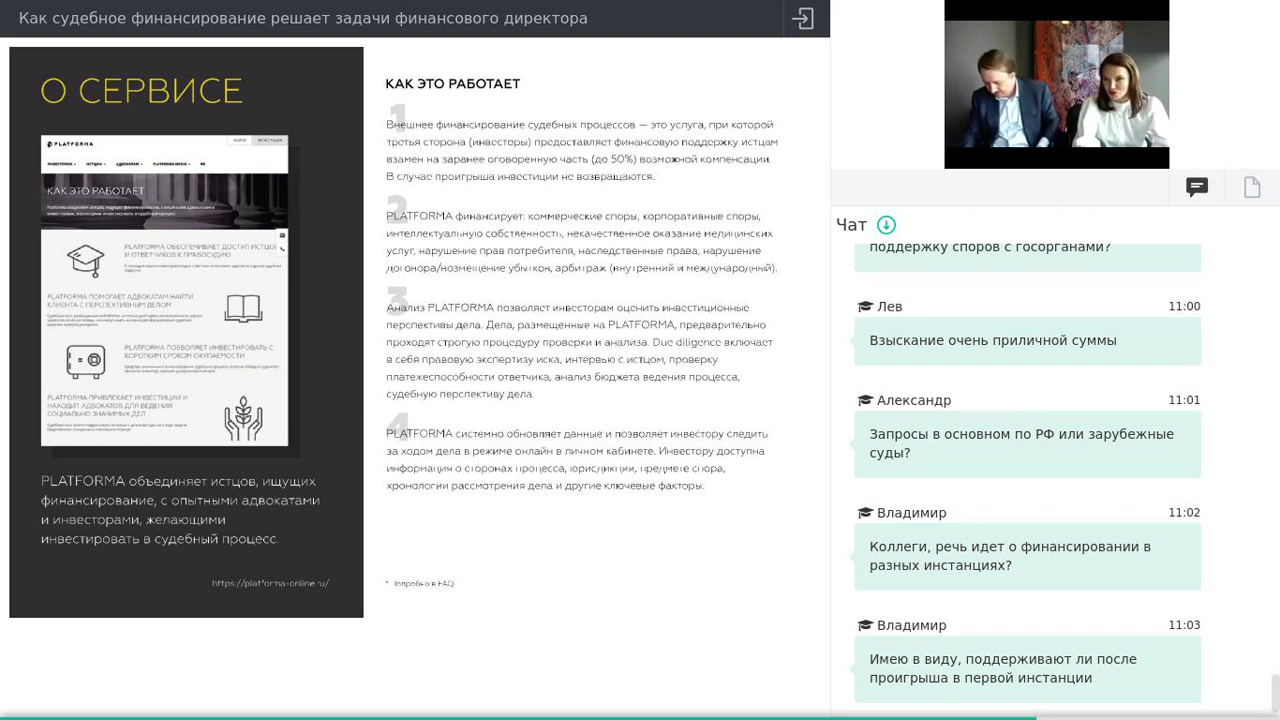 Как судебное финансирование решает задачи финансового директора
О СЕРВИСЕ
PLATFORMA
КАК ЭТО РАБОТАЕТ
PLATFORMA ОБЕСПЕЧИВАЕТ ДОСТУП ИСТЦОВ
И ОТВЕТЧИКОВ К ПРАВОСУДИЮ
PLATFORMA ПОМОГАЕТ АДВОКАТАМ НАЙТИ
КЛИЕНТА С ПЕРСПЕКТИВНЫМ ДЕЛОМ
PLATFORMA ПОЗВОЛЯЕТ ИНВЕСТИРОВАТЬ С
КОРОТКИМ СРОКОМ ОКУПАЕМОСТИ
PLATFORMA ПРИВЛЕКАЕТ ИНВЕСТИЦИИ И
НАХОДИТ АДВОКАТОВ ДЛЯ ВЕДЕНИЯ
СОЦИАЛЬНО ЗНАЧИМЫХ ДЕЛ
PLATFORMA объединяет истцов, ищущих
финансирование, с опытными адвокатами
и инвесторами, желающими
инвестировать в судебный процесс.
https://platforma-online.ru/
КАК ЭТО РАБОТАЕТ
1
Внешнее финансирование судебных процессов — это услуга, при которой
третья сторона (инвесторы) предоставляет финансовую поддержку истцам
взамен на заранее оговоренную часть (до 50%) возможной компенсации.
В случае проигрыша инвестиции не возвращаются.
2
PLATFORMA финансирует: коммерческие споры, корпоративные споры,
интеллектуальную собственность, некачественное оказание медицинских
услуг, нарушение прав потребителя, наследственные права, нарушение
договора/возмещение убытков, арбитраж (внутренний и международный).
3
Анализ PLATFORMA позволяет инвесторам оценить инвестиционные
перспективы дела. Дела, размещенные на PLATFORMA, предварительно
проходят строгую процедуру проверки и анализа. Due diligence включает
в себя правовую экспертизу иска, интервью с истцом, проверку
платежеспособности ответчика, анализ бюджета ведения процесса,
судебную перспективу дела.
4
PLATFORMA системно обновляет данные и позволяет инвестору следить
за ходом дела в режиме онлайн в личном кабинете. Инвестору доступна
информация о сторонах процесса, юрисдикции, предмете спора,
хронологии рассмотрения дела и другие ключевые факторы.
* Подробно в FAQ
Чат
поддержку споров с госорганами?
Лев 11:00
Взыскание очень приличной суммы
Александр 11:01
Запросы в основном по РФ или зарубежные
суды?
Владимир 11:02
Коллеги, речь идет о финансировании в
разных инстанциях?
Владимир 11:03
Имею в виду, поддерживают ли после
проигрыша в первой инстанции